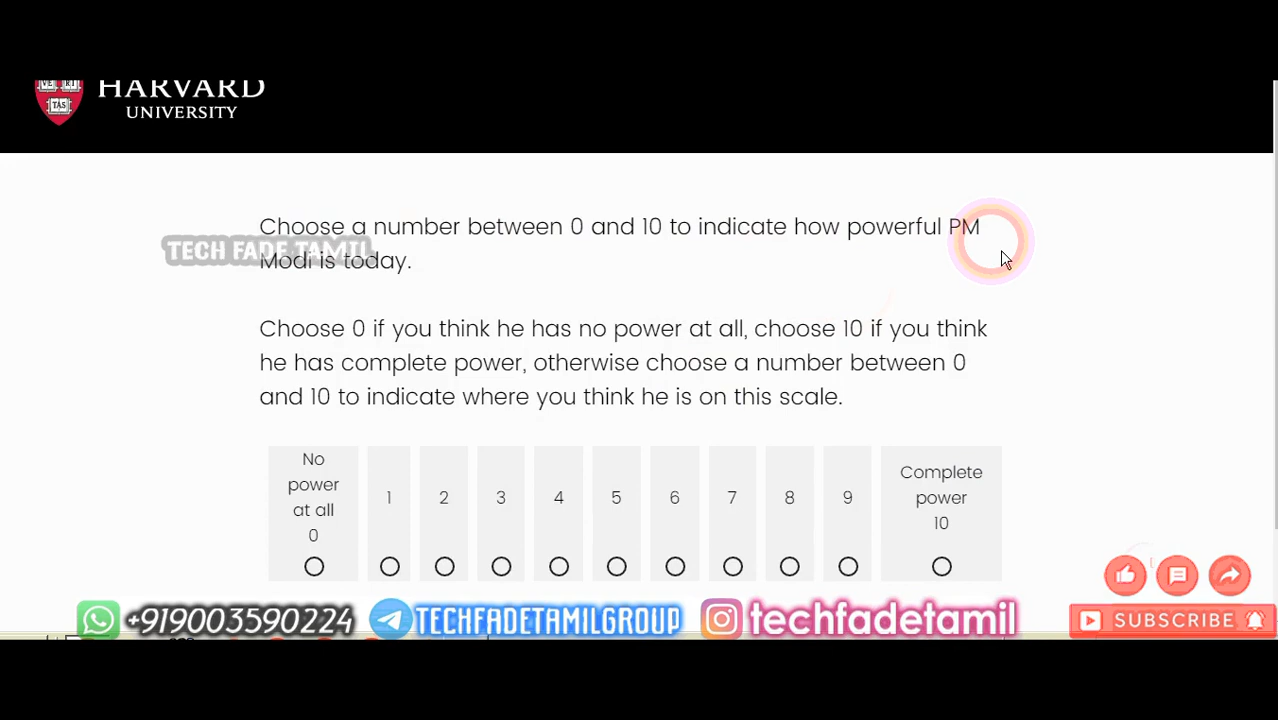 VE RI
TAS
HARVARD
UNIVERSITY
Choose a number between 0 and 10 to indicate how powerful PM
TECH FADE TAMIL
Modi is today.
Choose 0 if you think he has no power at all, choose 10 if you think
he has complete power, otherwise choose a number between 0
and 10 to indicate where you think he is on this scale.
No power at all 0
1
2
3
4
5
6
7
8
9
Complete power 10
+919003590224
TECHFADETAMILGROUP
techfadetamil
SUBSCRIBE